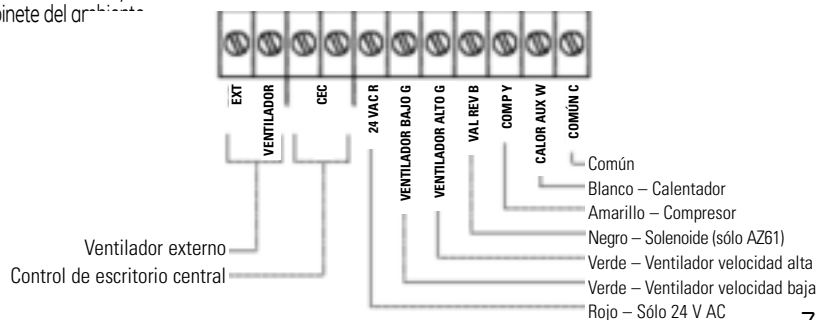 EXT
VENTILADOR
CEC
24 VAC R
VENTILADOR BAJO G
VENTILADOR ALTO G
VAL REV B
COMP Y
CALOR AUX W
COMÚN C
Común
Blanco – Calentador
Amarillo – Compresor
Negro – Solenoide (sólo AZ61)
Verde – Ventilador velocidad alta
Verde – Ventilador velocidad baja
Rojo – Sólo 24 V AC
Ventilador externo
Control de escritorio central